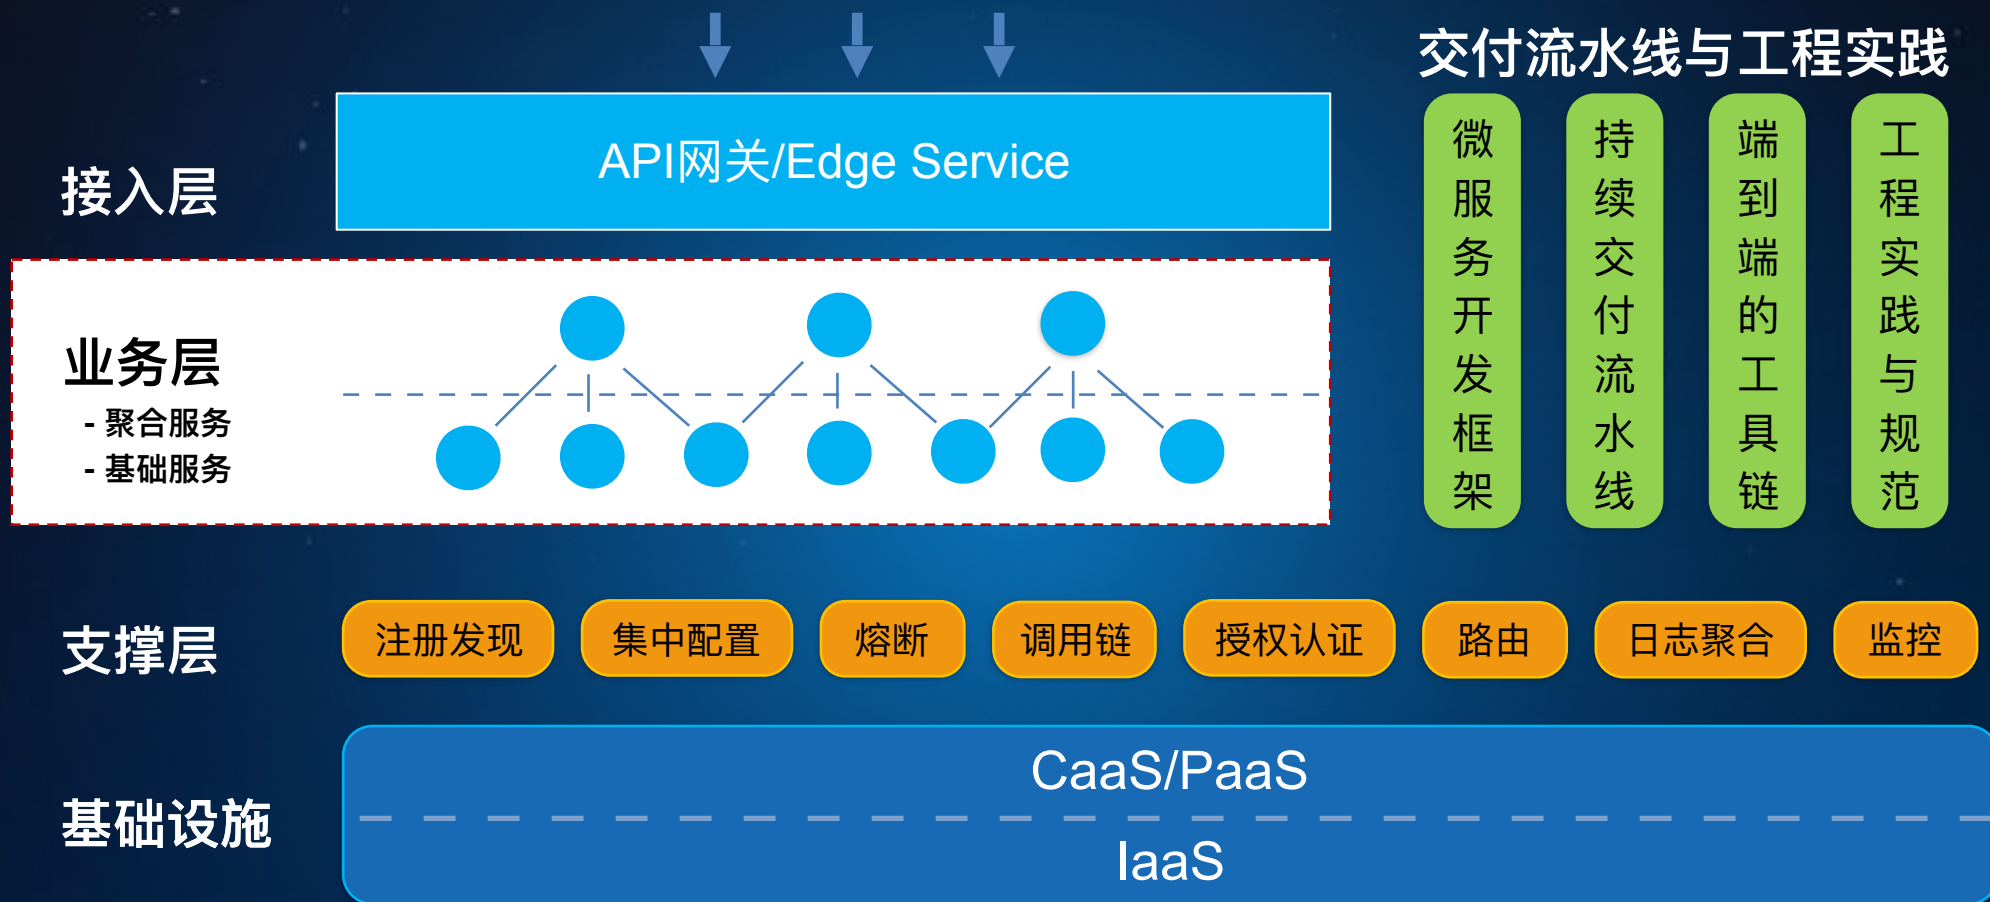 交付流水线与工程实践
接入层
API网关/Edge Service
微服务开发框架
持续交付流水线
端到端的工具链
工程实践与规范
业务层
- 聚合服务
- 基础服务
支撑层
注册发现
集中配置
熔断
调用链
授权认证
路由
日志聚合
监控
基础设施
CaaS/PaaS
IaaS